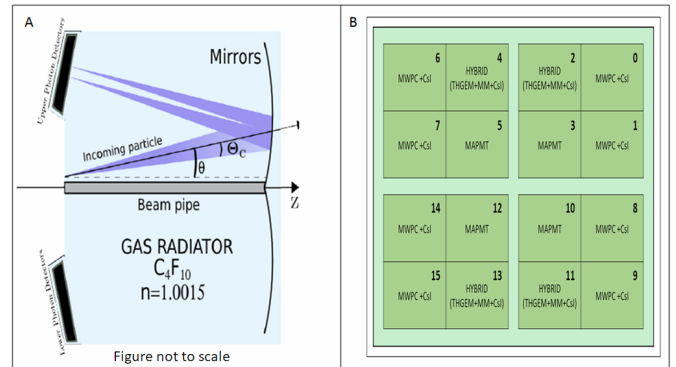 A
Upper Photon Detectors
Mirrors
Incoming particle
Θc
θ
Z
Beam pipe
GAS RADIATOR
C₄F₁₀
n=1.0015
Lower Photon Detectors
Figure not to scale
B
6 4 2 0
MWPC +CsI HYBRID (THGEM+MM+CsI) HYBRID (THGEM+MM+CsI) MWPC +CsI
7 5 3 1
MWPC +CsI MAPMT MAPMT MWPC +CsI
14 12 10 8
MWPC +CsI MAPMT MAPMT MWPC +CsI
15 13 11 9
MWPC +CsI HYBRID (THGEM+MM+CsI) HYBRID (THGEM+MM+CsI) MWPC +CsI